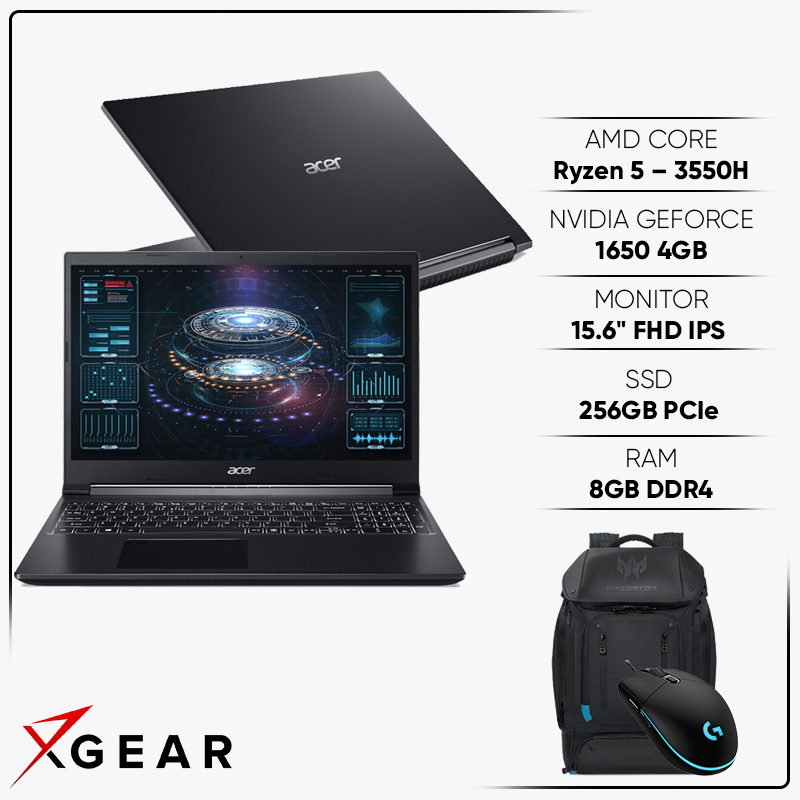 acer
AMD CORE
Ryzen 5 – 3550H
NVIDIA GEFORCE
1650 4GB
MONITOR
15.6" FHD IPS
SSD
256GB PCIe
RAM
8GB DDR4
WARNING
acer
PREDATOR
G
XGEAR